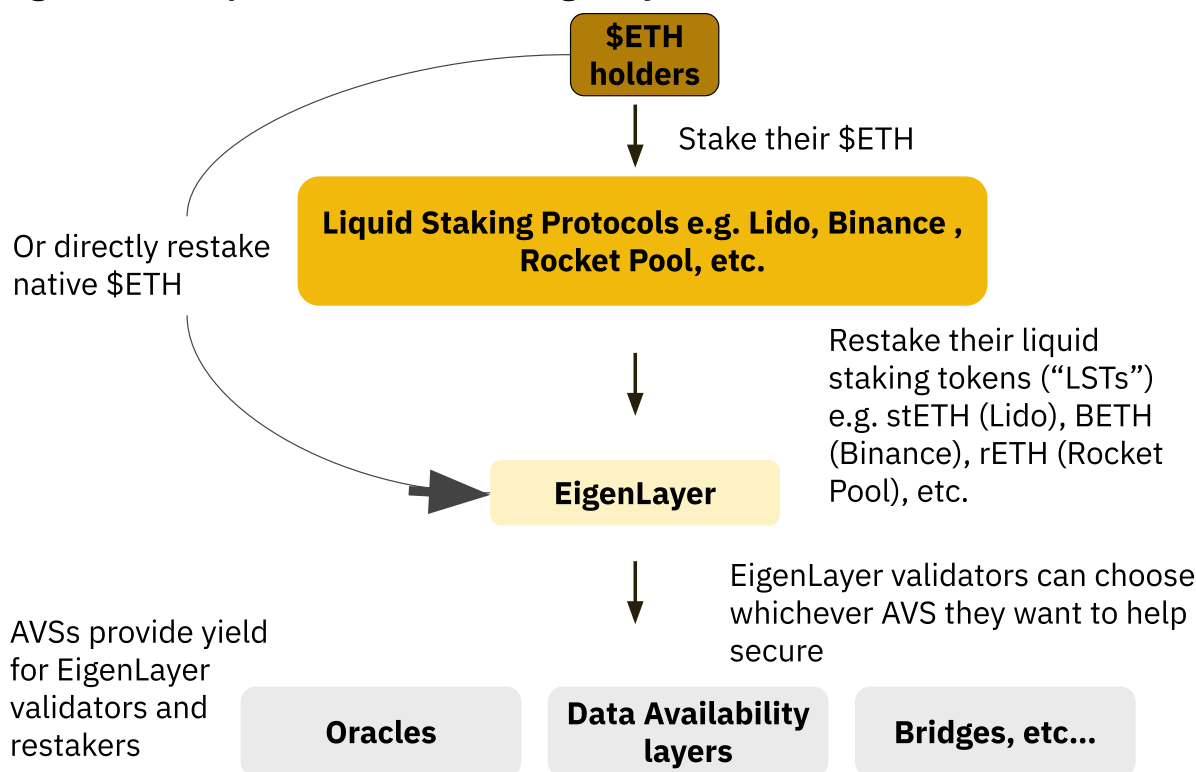 $ETH
holders
Stake their $ETH
Liquid Staking Protocols e.g. Lido, Binance ,
Rocket Pool, etc.
Or directly restake
native $ETH
Restake their liquid
staking tokens (“LSTs”)
e.g. stETH (Lido), BETH
(Binance), rETH (Rocket
Pool), etc.
EigenLayer
EigenLayer validators can choose
whichever AVS they want to help
secure
AVSs provide yield
for EigenLayer
validators and
restakers
Oracles
Data Availability
layers
Bridges, etc...